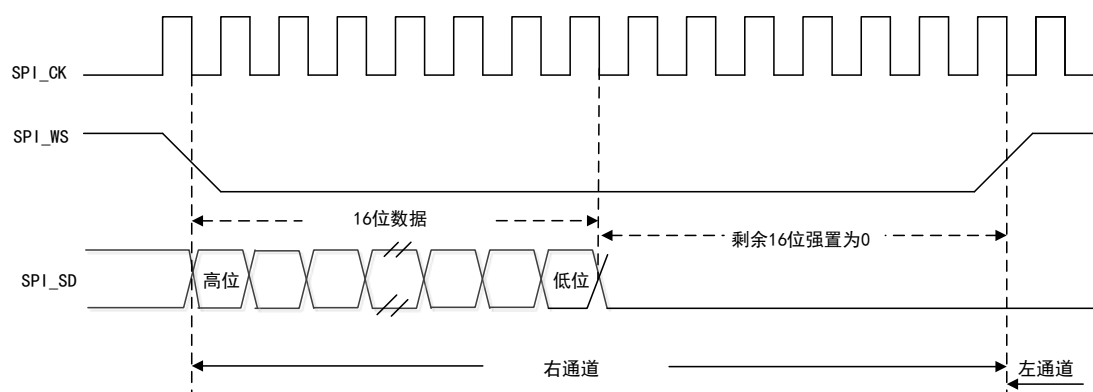 SPI_CK
SPI_WS
16位数据
剩余16位强置为0
SPI_SD
高位
低位
右通道
左通道